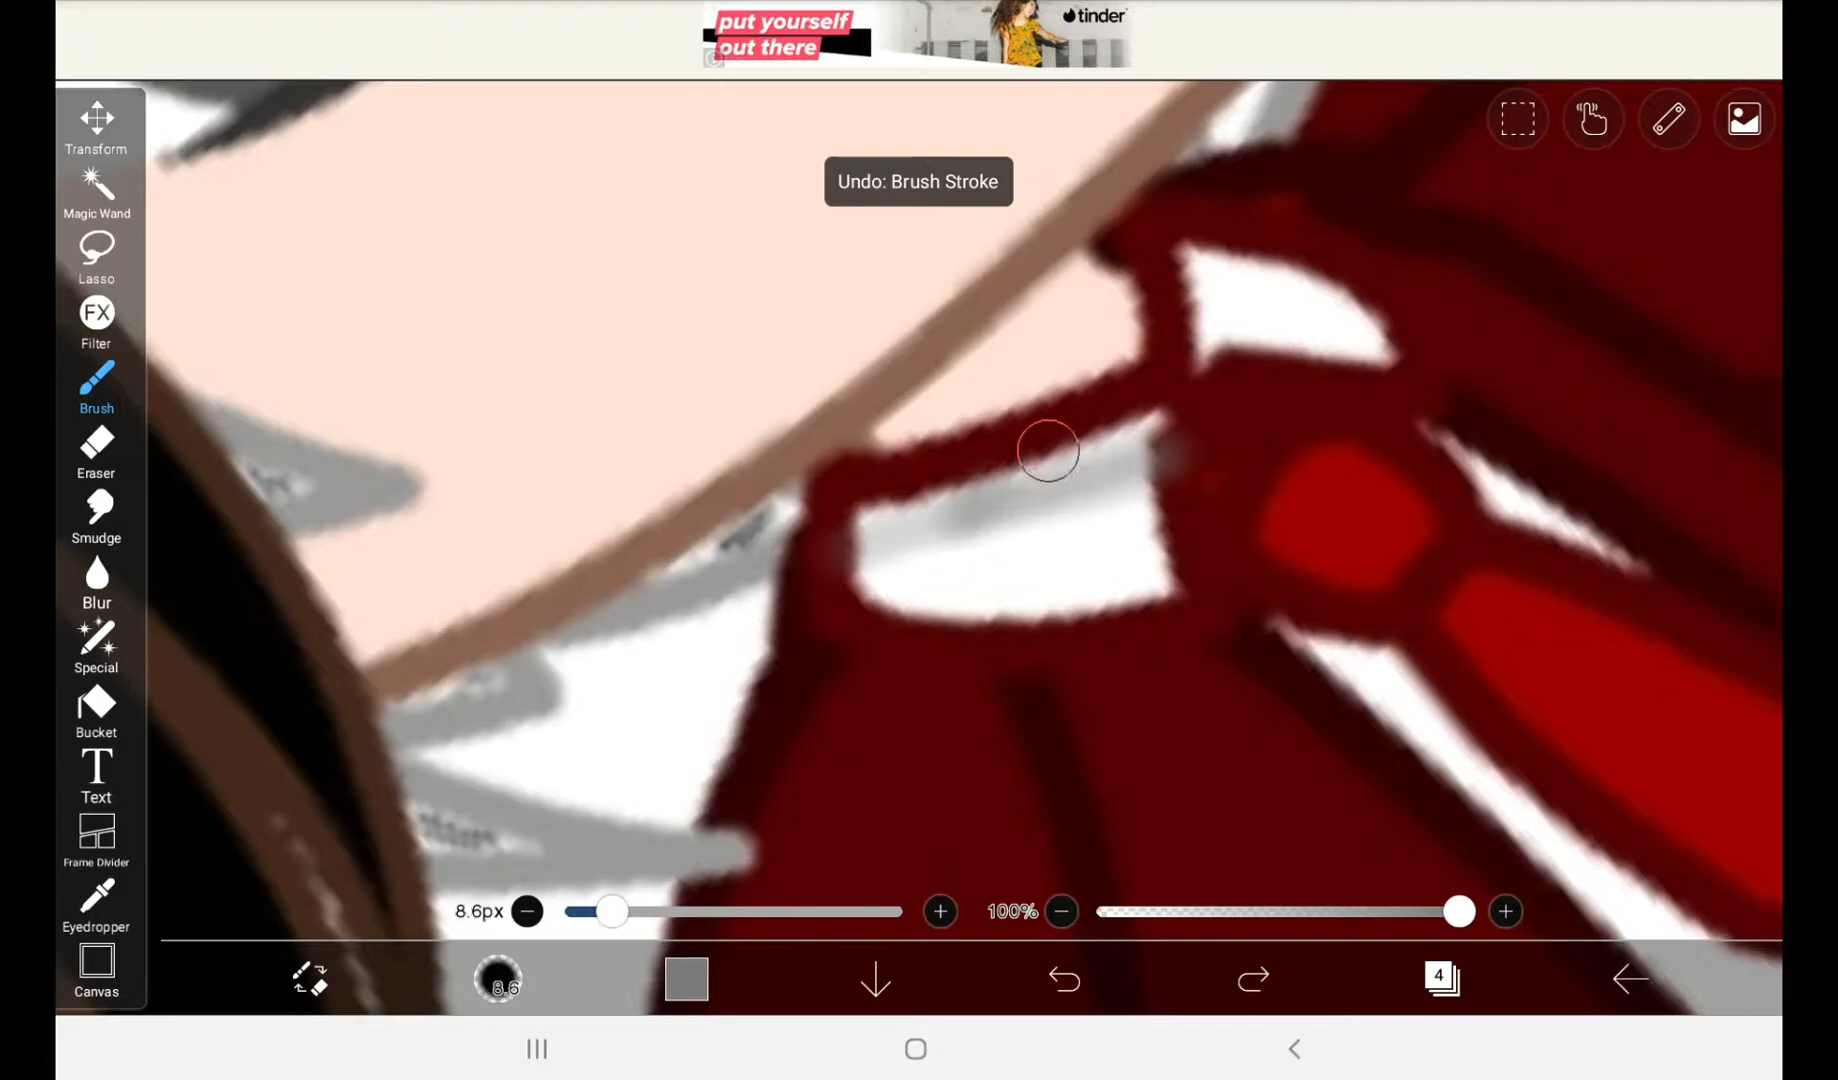 put yourself
out there
tinder
Transform
Magic Wand
Lasso
FX
Filter
Brush
Eraser
Smudge
Blur
Special
Bucket
T
Text
Frame Divider
Eyedropper
Canvas
Undo: Brush Stroke
8.6px
100%
8.6
4